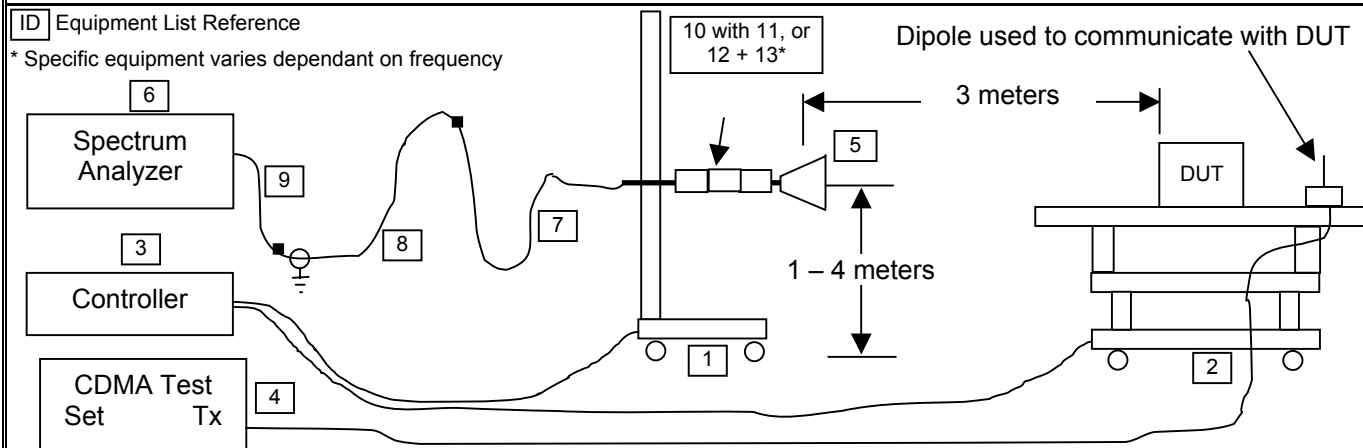 ID Equipment List Reference
* Specific equipment varies dependant on frequency
10 with 11, or
12 + 13*
Dipole used to communicate with DUT
3 meters
6
Spectrum
Analyzer
9
8
7
5
DUT
3
Controller
1 – 4 meters
1
2
CDMA Test
Set Tx
4